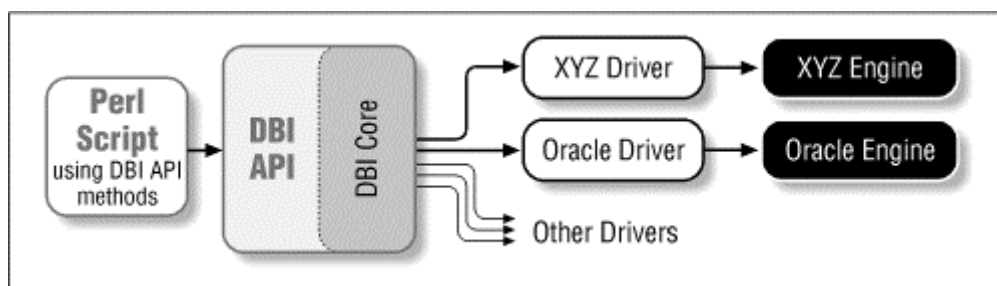 Perl
Script
using DBI API
methods
DBI
API
DBI Core
XYZ Driver
XYZ Engine
Oracle Driver
Oracle Engine
Other Drivers